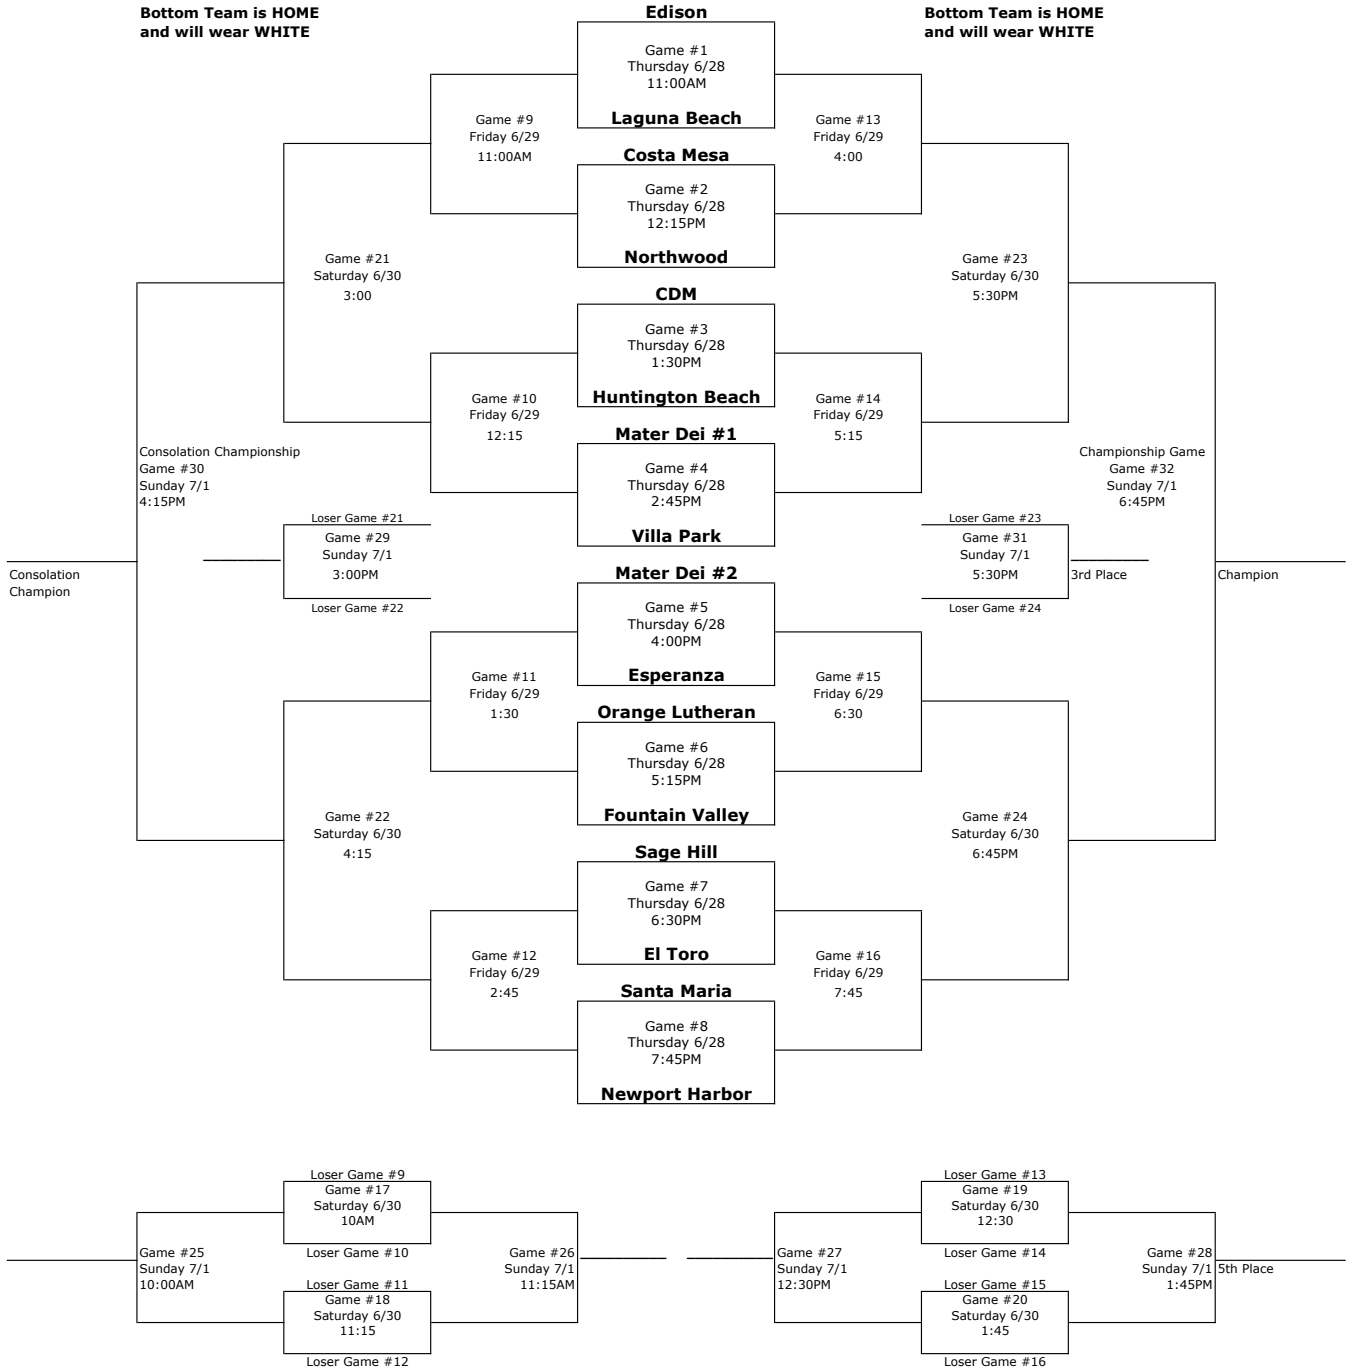 Bottom Team is HOME
and will wear WHITE
Bottom Team is HOME
and will wear WHITE
Edison
Game #1
Thursday 6/28
11:00AM
Laguna Beach
Game #9
Friday 6/29
11:00AM
Game #13
Friday 6/29
4:00
Costa Mesa
Game #2
Thursday 6/28
12:15PM
Northwood
Game #21
Saturday 6/30
3:00
Game #23
Saturday 6/30
5:30PM
CDM
Game #3
Thursday 6/28
1:30PM
Huntington Beach
Game #10
Friday 6/29
12:15
Game #14
Friday 6/29
5:15
Mater Dei #1
Game #4
Thursday 6/28
2:45PM
Villa Park
Consolation Championship
Game #30
Sunday 7/1
4:15PM
Championship Game
Game #32
Sunday 7/1
6:45PM
Loser Game #21
Game #29
Sunday 7/1
3:00PM
Loser Game #22
Loser Game #23
Game #31
Sunday 7/1
5:30PM
Loser Game #24
3rd Place
Consolation
Champion
Champion
Mater Dei #2
Game #5
Thursday 6/28
4:00PM
Esperanza
Game #11
Friday 6/29
1:30
Game #15
Friday 6/29
6:30
Orange Lutheran
Game #6
Thursday 6/28
5:15PM
Fountain Valley
Game #22
Saturday 6/30
4:15
Game #24
Saturday 6/30
6:45PM
Sage Hill
Game #7
Thursday 6/28
6:30PM
El Toro
Game #12
Friday 6/29
2:45
Game #16
Friday 6/29
7:45
Santa Maria
Game #8
Thursday 6/28
7:45PM
Newport Harbor
Loser Game #9
Game #17
Saturday 6/30
10AM
Loser Game #10
Game #25
Sunday 7/1
10:00AM
Game #26
Sunday 7/1
11:15AM
Loser Game #11
Game #18
Saturday 6/30
11:15
Loser Game #12
Loser Game #13
Game #19
Saturday 6/30
12:30
Loser Game #14
Game #27
Sunday 7/1
12:30PM
Game #28
Sunday 7/1
1:45PM
5th Place
Loser Game #15
Game #20
Saturday 6/30
1:45
Loser Game #16